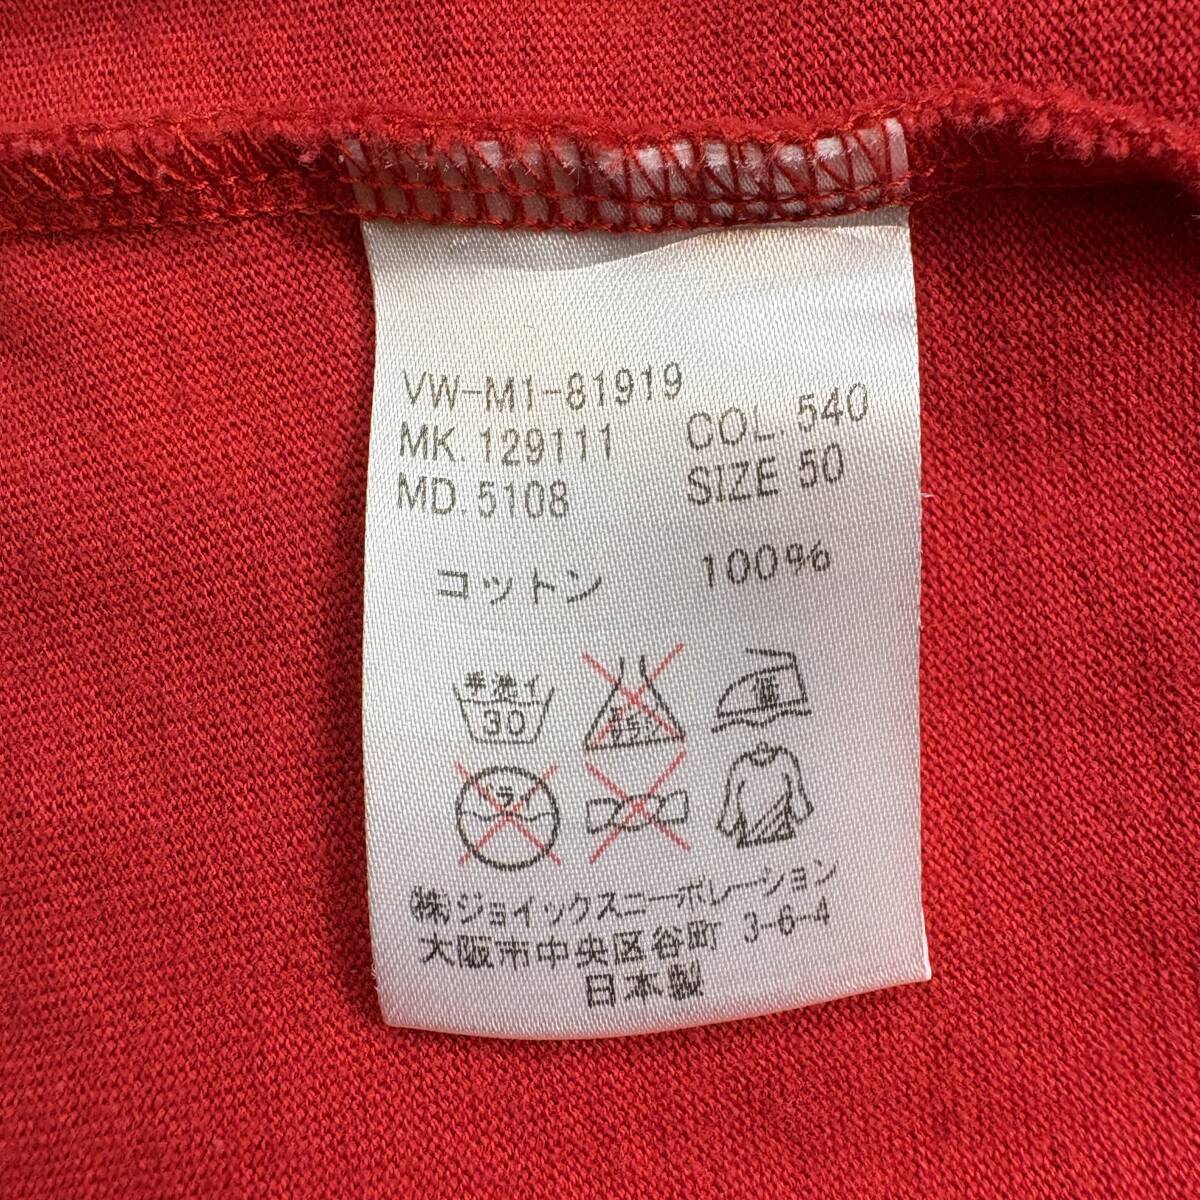 VW-M1-81919
MK.129111 COL.540
MD.5108 SIZE 50
コットン 100%
手洗イ
30
中
㈱ジョイックスコーポレーション
大阪市中央区谷町 3-6-4
日本製